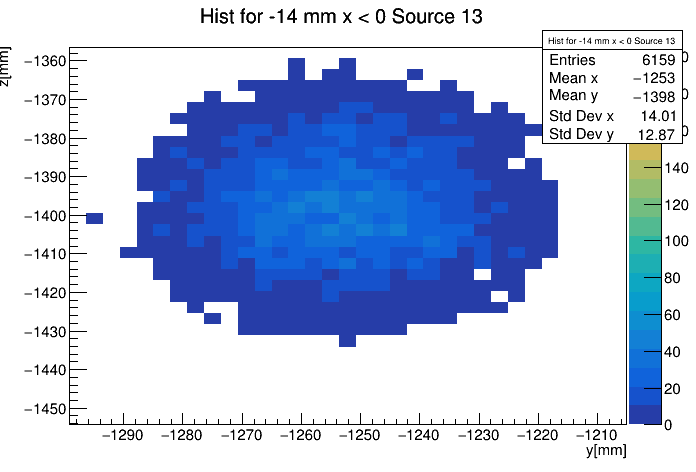 Hist for -14 mm x < 0 Source 13
z[mm]
Hist for -14 mm x < 0 Source 13
Entries 6159
Mean x −1253
Mean y −1398
Std Dev x 14.01
Std Dev y 12.87
−1360
−1370
−1380
−1390
−1400
−1410
−1420
−1430
−1440
−1450
140
120
100
80
60
40
20
0
−1290 −1280 −1270 −1260 −1250 −1240 −1230 −1220 −1210
y[mm]